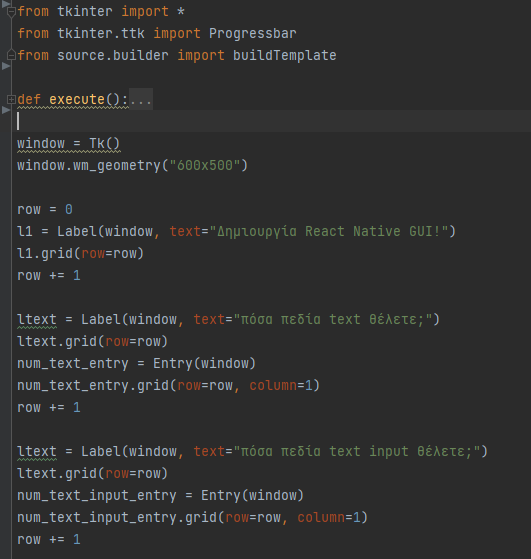 from tkinter import *
from tkinter.ttk import Progressbar
from source.builder import buildTemplate
def execute():...
window = Tk()
window.wm_geometry("600x500")
row = 0
l1 = Label(window, text="Δημιουργία React Native GUI!")
l1.grid(row=row)
row += 1
ltext = Label(window, text="πόσα πεδία text θέλετε;")
ltext.grid(row=row)
num_text_entry = Entry(window)
num_text_entry.grid(row=row, column=1)
row += 1
ltext = Label(window, text="πόσα πεδία text input θέλετε;")
ltext.grid(row=row)
num_text_input_entry = Entry(window)
num_text_input_entry.grid(row=row, column=1)
row += 1